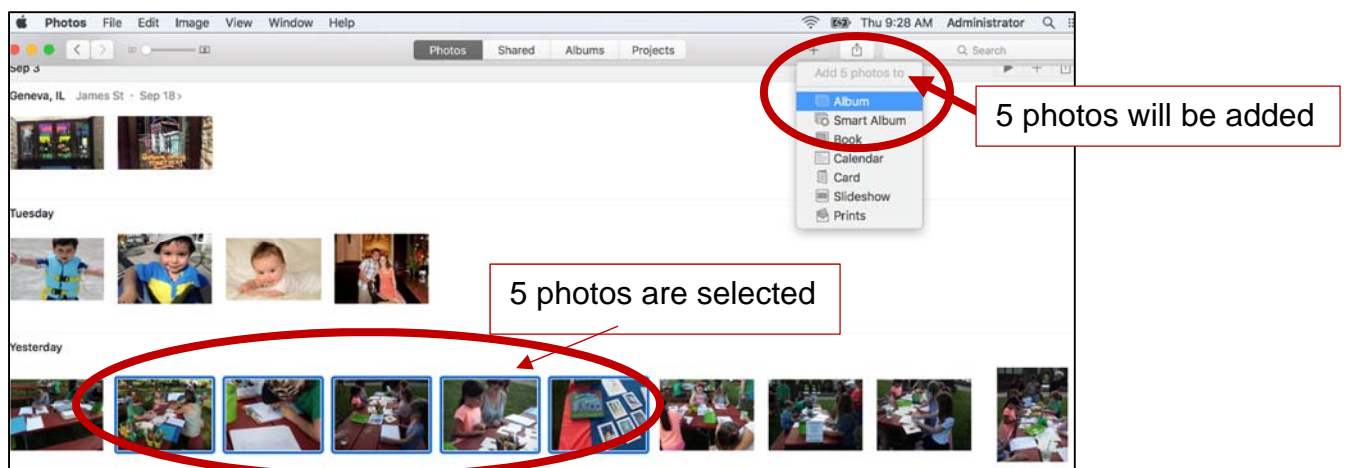 Photos File Edit Image View Window Help Thu 9:28 AM Administrator
Photos Shared Albums Projects Search
Sep 3
Add 5 photos to
Geneva, IL James St · Sep 18 >
Album
5 photos will be added
Smart Album
Book
Calendar
Card
Slideshow
Prints
Tuesday
5 photos are selected
Yesterday